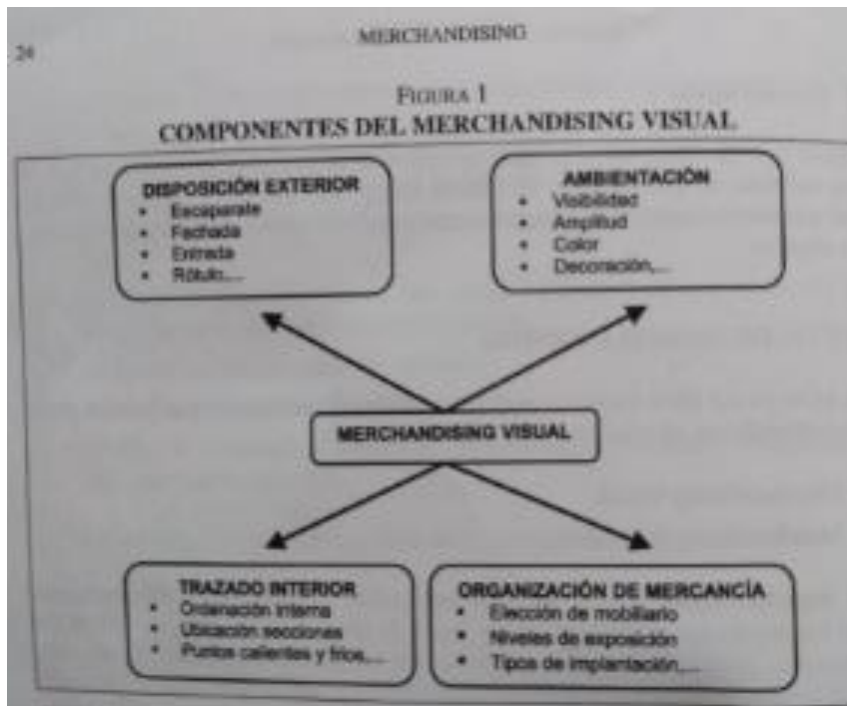 24
MERCHANDISING
FIGURA 1
COMPONENTES DEL MERCHANDISING VISUAL
DISPOSICIÓN EXTERIOR
• Escaparate
• Fachada
• Entrada
• Rótulo,...
AMBIENTACIÓN
• Visibilidad
• Amplitud
• Color
• Decoración,...
MERCHANDISING VISUAL
TRAZADO INTERIOR
• Ordenación interna
• Ubicación secciones
• Puntos calientes y fríos,...
ORGANIZACIÓN DE MERCANCÍA
• Elección de mobiliario
• Niveles de exposición
• Tipos de implantación,...